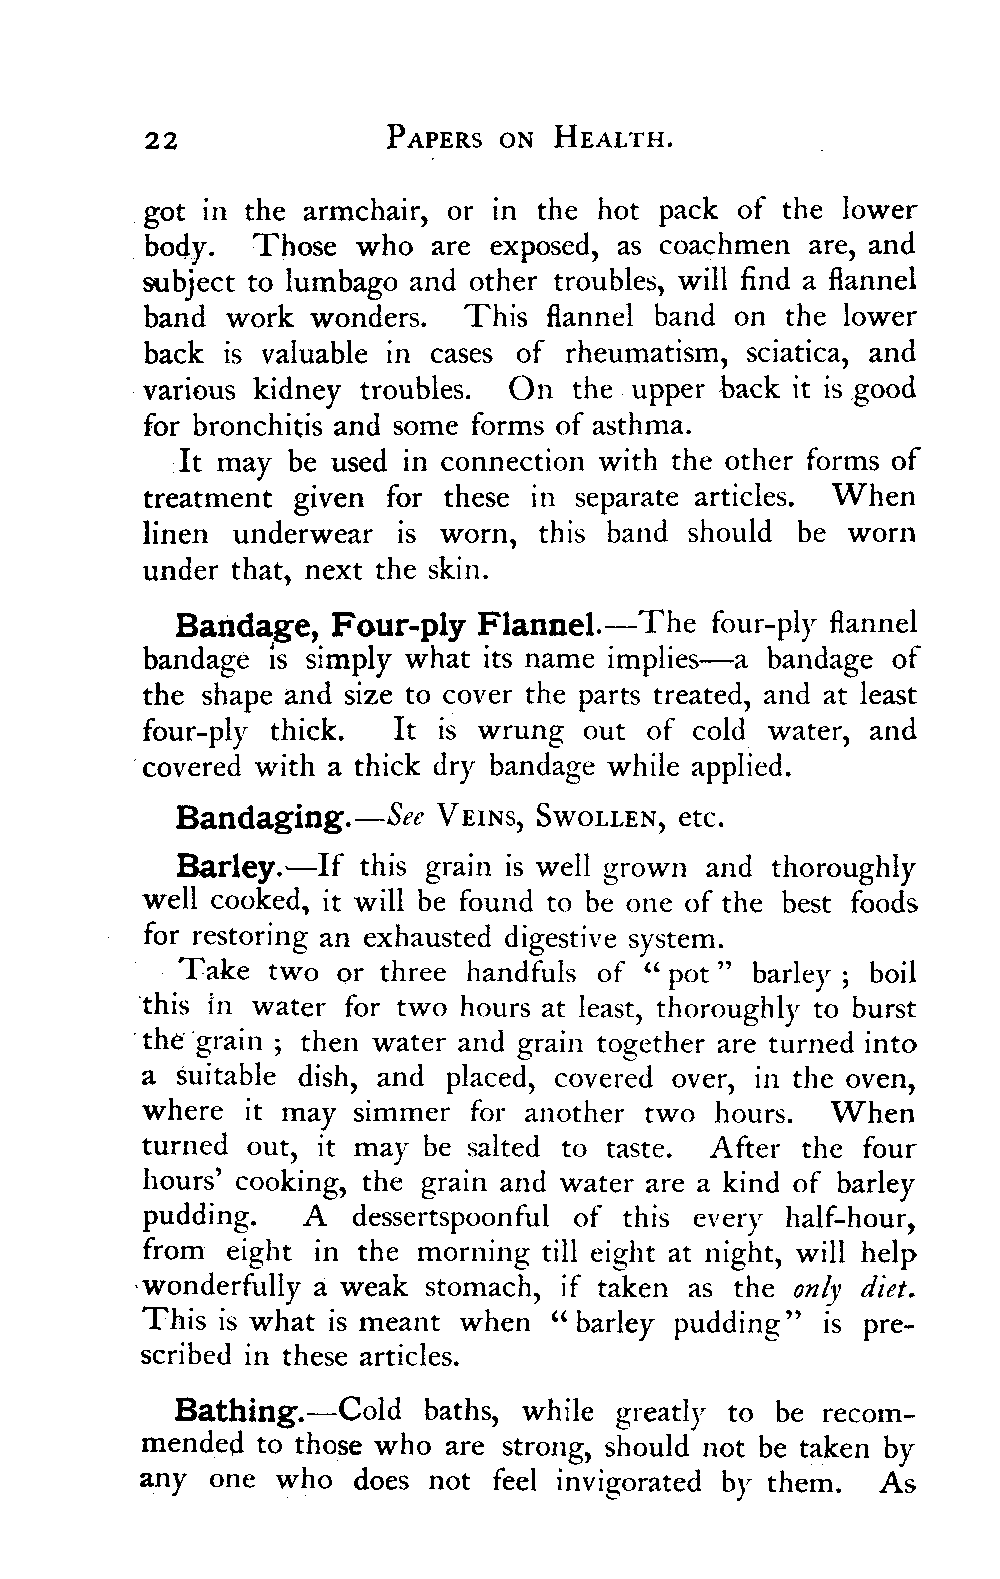 22 PAPERS ON HEALTH.
got in the armchair, or in the hot pack of the lower
body. Those who are exposed, as coachmen are, and
subject to lumbago and other troubles, will find a flannel
band work wonders. This flannel band on the lower
back is valuable in cases of rheumatism, sciatica, and
various kidney troubles. On the upper back it is good
for bronchitis and some forms of asthma.
It may be used in connection with the other forms of
treatment given for these in separate articles. When
linen underwear is worn, this band should be worn
under that, next the skin.
Bandage, Four-ply Flannel.—The four-ply flannel
bandage is simply what its name implies—a bandage of
the shape and size to cover the parts treated, and at least
four-ply thick. It is wrung out of cold water, and
covered with a thick dry bandage while applied.
Bandaging.—See VEINS, SWOLLEN, etc.
Barley.—If this grain is well grown and thoroughly
well cooked, it will be found to be one of the best foods
for restoring an exhausted digestive system.
Take two or three handfuls of “pot” barley; boil
this in water for two hours at least, thoroughly to burst
the grain; then water and grain together are turned into
a suitable dish, and placed, covered over, in the oven,
where it may simmer for another two hours. When
turned out, it may be salted to taste. After the four
hours’ cooking, the grain and water are a kind of barley
pudding. A dessertspoonful of this every half-hour,
from eight in the morning till eight at night, will help
wonderfully a weak stomach, if taken as the only diet.
This is what is meant when “barley pudding” is pre-
scribed in these articles.
Bathing.—Cold baths, while greatly to be recom-
mended to those who are strong, should not be taken by
any one who does not feel invigorated by them. As